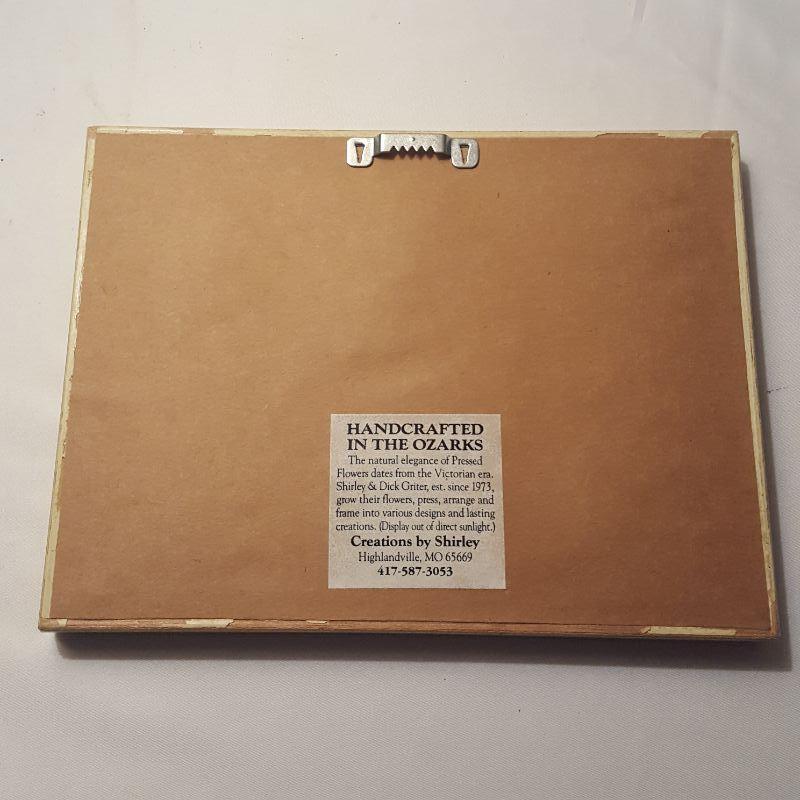 HANDCRAFTED
IN THE OZARKS
The natural elegance of Pressed
Flowers dates from the Victorian era.
Shirley & Dick Griter, est. since 1973,
grow their flowers, press, arrange and
frame into various designs and lasting
creations. (Display out of direct sunlight.)
Creations by Shirley
Highlandville, MO 65669
417-587-3053